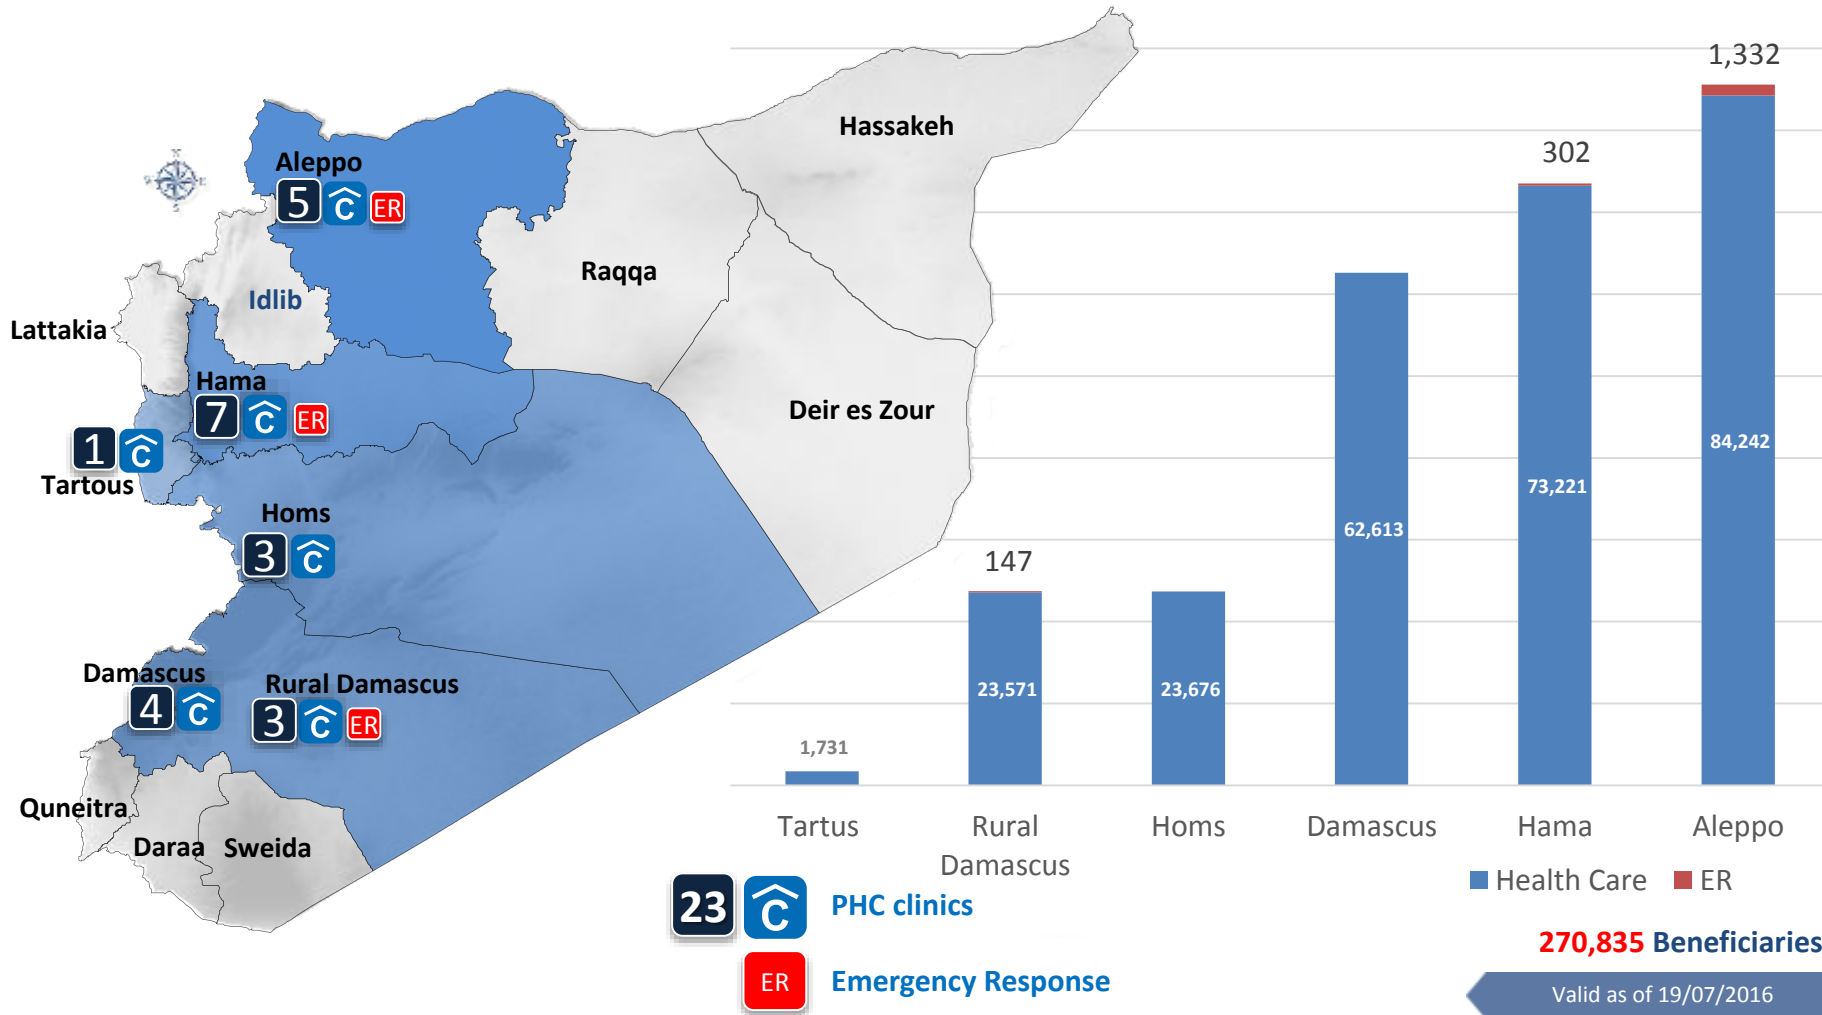 Hassakeh
Aleppo
5 C ER
Raqqa
Idlib
Lattakia
Hama
7 C ER
Deir es Zour
1 C
Tartous
Homs
3 C
Damascus
4 C
Rural Damascus
3 C ER
Quneitra
Daraa
Sweida
1,332
302
84,242
73,221
62,613
147
23,571
23,676
1,731
Tartus
Rural
Damascus
Homs
Damascus
Hama
Aleppo
Health Care
ER
23 C PHC clinics
ER Emergency Response
270,835 Beneficiaries
Valid as of 19/07/2016